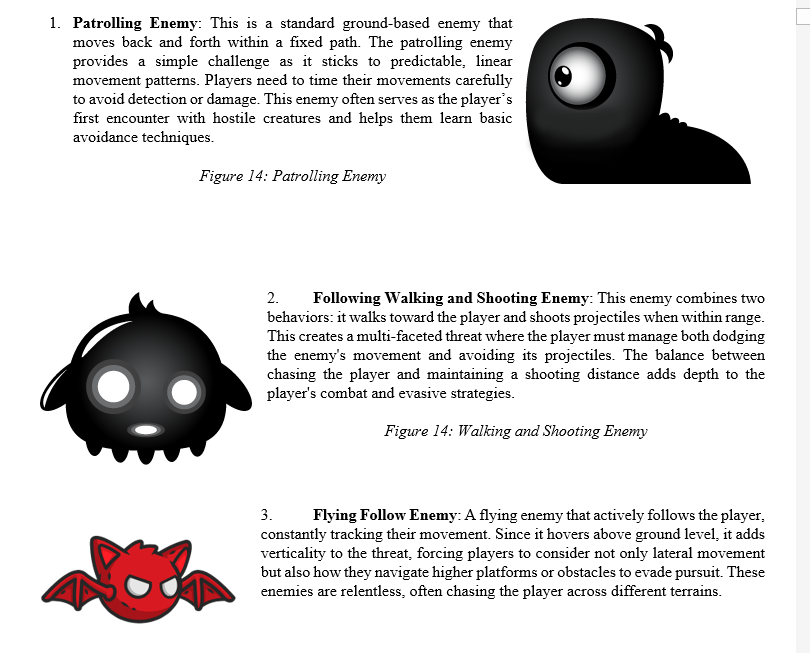 1. Patrolling Enemy: This is a standard ground-based enemy that
moves back and forth within a fixed path. The patrolling enemy
provides a simple challenge as it sticks to predictable, linear
movement patterns. Players need to time their movements carefully
to avoid detection or damage. This enemy often serves as the player’s
first encounter with hostile creatures and helps them learn basic
avoidance techniques.
Figure 14: Patrolling Enemy
2. Following Walking and Shooting Enemy: This enemy combines two
behaviors: it walks toward the player and shoots projectiles when within range.
This creates a multi-faceted threat where the player must manage both dodging
the enemy's movement and avoiding its projectiles. The balance between
chasing the player and maintaining a shooting distance adds depth to the
player's combat and evasive strategies.
Figure 14: Walking and Shooting Enemy
3. Flying Follow Enemy: A flying enemy that actively follows the player,
constantly tracking their movement. Since it hovers above ground level, it adds
verticality to the threat, forcing players to consider not only lateral movement
but also how they navigate higher platforms or obstacles to evade pursuit. These
enemies are relentless, often chasing the player across different terrains.